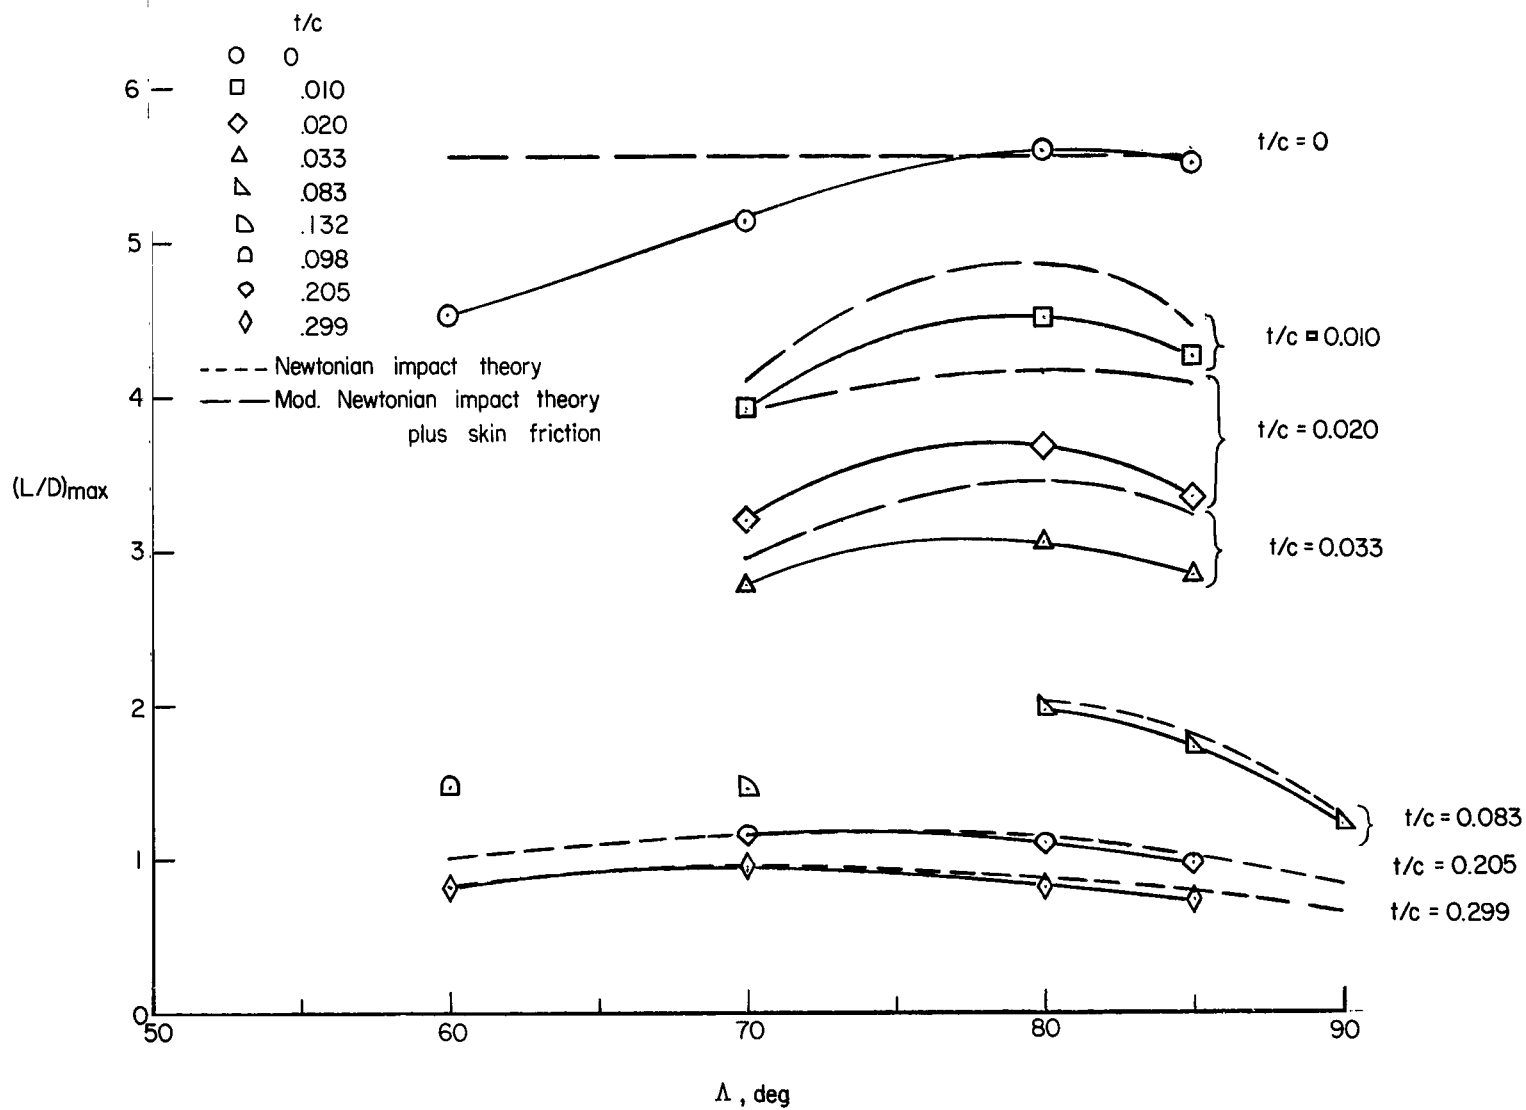 t/c
0
.010
.020
.033
.083
.132
.098
.205
.299
Newtonian impact theory
Mod. Newtonian impact theory
plus skin friction
6
5
4
3
2
1
0
(L/D)max
t/c = 0
t/c = 0.010
t/c = 0.020
t/c = 0.033
t/c = 0.083
t/c = 0.205
t/c = 0.299
50 60 70 80 90
Λ, deg